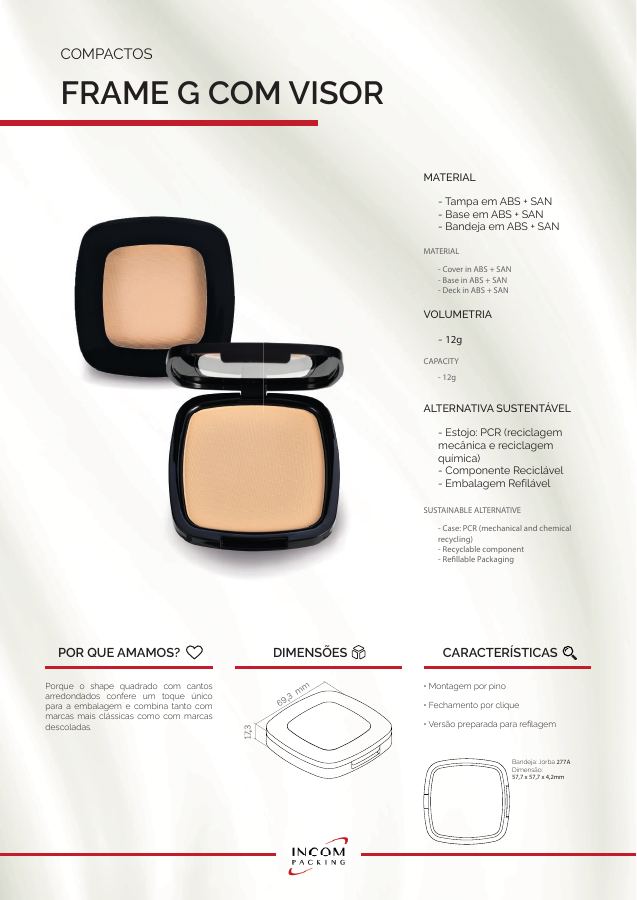 COMPACTOS
FRAME G COM VISOR
MATERIAL
- Tampa em ABS + SAN
- Base em ABS + SAN
- Bandeja em ABS + SAN
MATERIAL
- Cover in ABS + SAN
- Base in ABS + SAN
- Deck in ABS + SAN
VOLUMETRIA
- 12g
CAPACITY
- 12g
ALTERNATIVA SUSTENTÁVEL
- Estojo: PCR (reciclagem
mecânica e reciclagem
química)
- Componente Reciclável
- Embalagem Refilável
SUSTAINABLE ALTERNATIVE
- Case: PCR (mechanical and chemical
recycling)
- Recyclable component
- Refillable Packaging
POR QUE AMAMOS?
Porque o shape quadrado com cantos
arredondados confere um toque único
para a embalagem e combina tanto com
marcas mais clássicas como com marcas
descoladas.
DIMENSÕES
69,3 mm
17,3
CARACTERÍSTICAS
• Montagem por pino
• Fechamento por clique
• Versão preparada para refilagem
Bandeja: Jorba 277A
Dimensão:
57,7 x 57,7 x 4,2mm
INCOM
PACKING